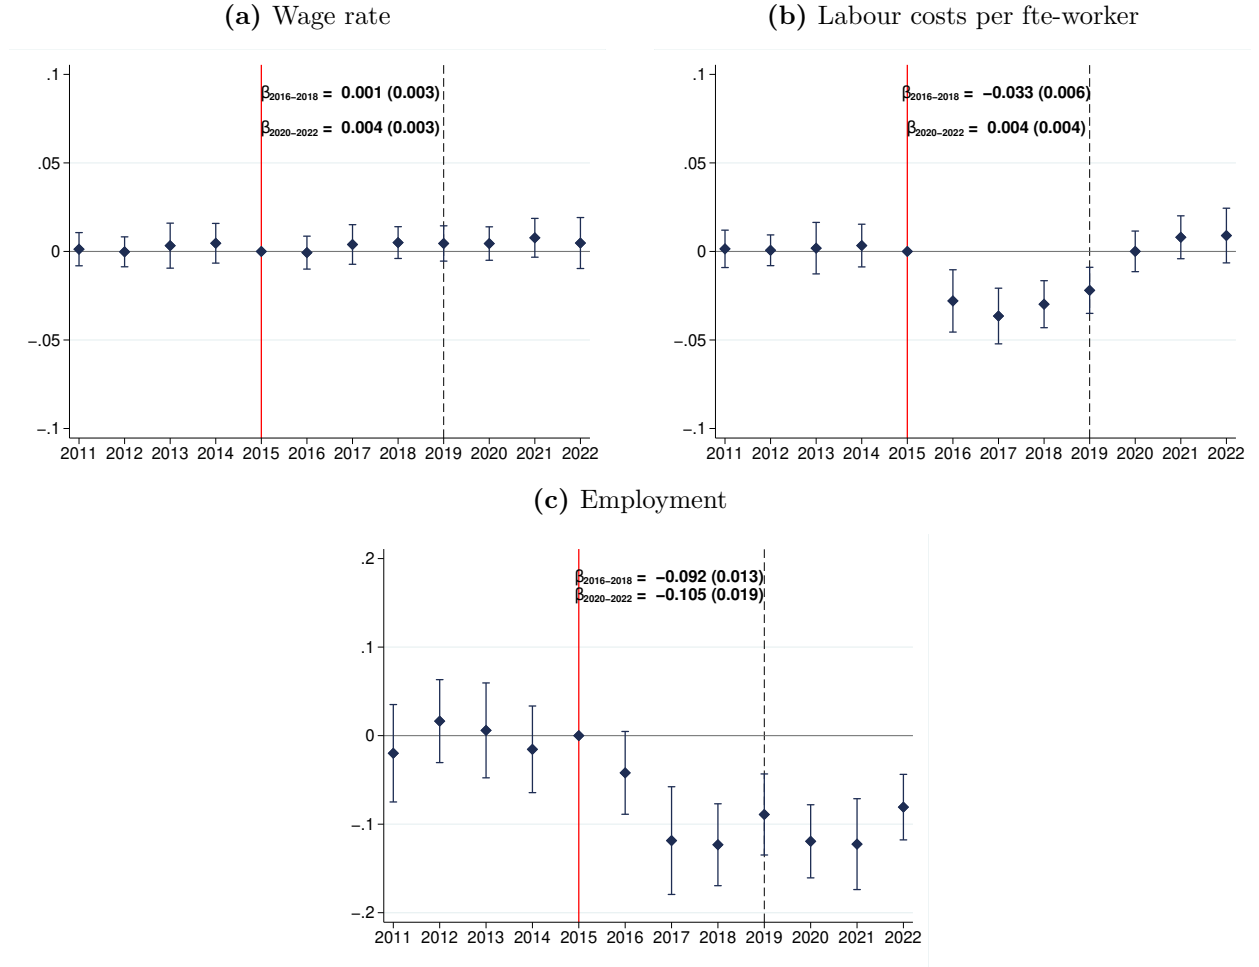 (a) Wage rate
.1
.05
0
−.05
−.1
β2016−2018 = 0.001 (0.003)
β2020−2022 = 0.004 (0.003)
2011 2012 2013 2014 2015 2016 2017 2018 2019 2020 2021 2022
(b) Labour costs per fte-worker
.1
.05
0
−.05
−.1
β2016−2018 = −0.033 (0.006)
β2020−2022 = 0.004 (0.004)
2011 2012 2013 2014 2015 2016 2017 2018 2019 2020 2021 2022
(c) Employment
.2
.1
0
−.1
−.2
β2016−2018 = −0.092 (0.013)
β2020−2022 = −0.105 (0.019)
2011 2012 2013 2014 2015 2016 2017 2018 2019 2020 2021 2022